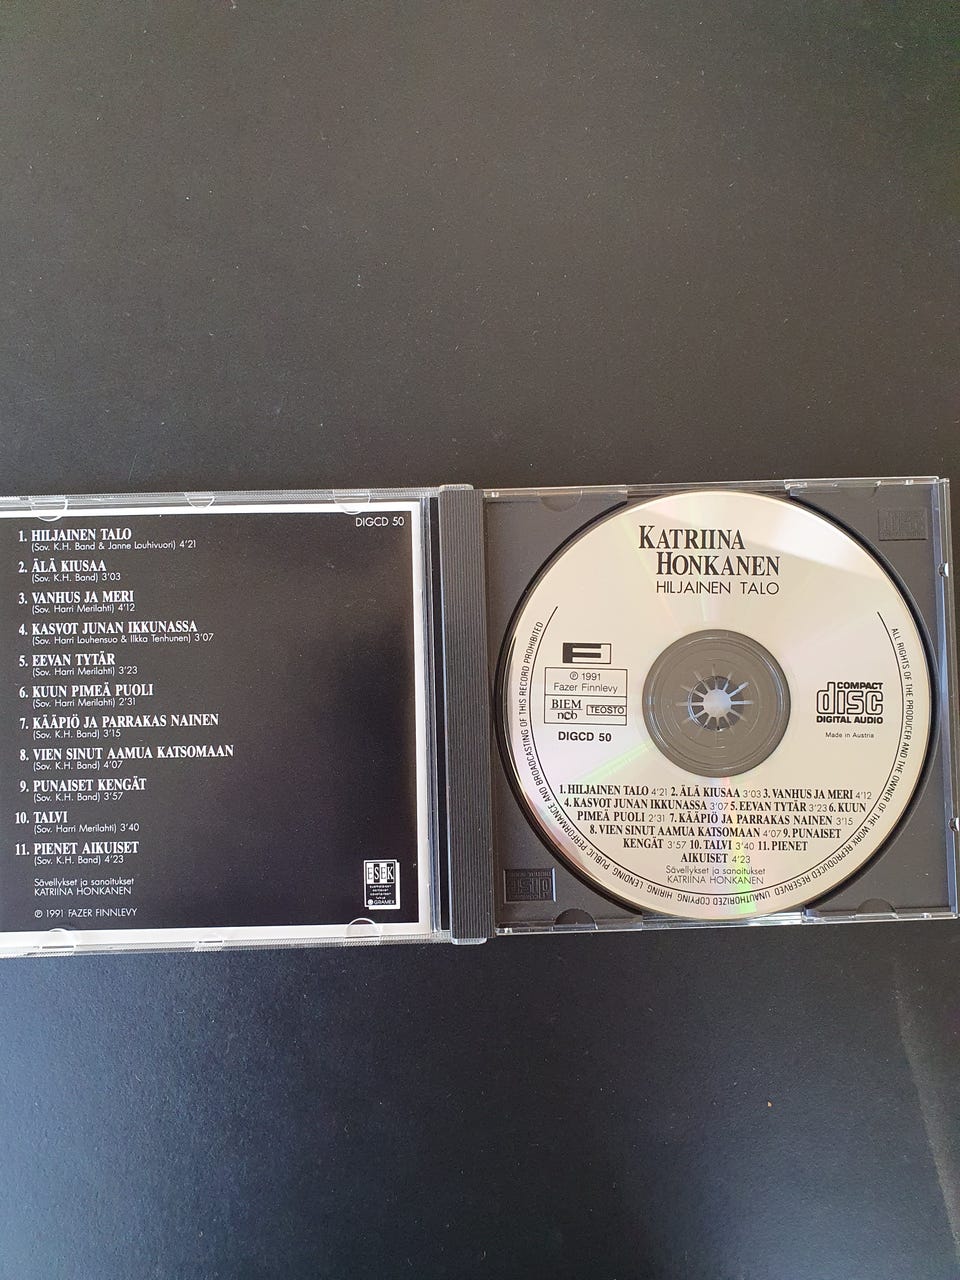 DIGCD 50
1. HILJAINEN TALO
(Sov. K.H. Band & Janne Louhivuori) 4'21
2. ÄLÄ KIUSAA
(Sov. K.H. Band) 3'03
3. VANHUS JA MERI
(Sov. Harri Merilahti) 4'12
4. KASVOT JUNAN IKKUNASSA
(Sov. Harri Louhensuo & Ilkka Tenhunen) 3'07
5. EEVAN TYTÄR
(Sov. Harri Merilahti) 3'23
6. KUUN PIMEÄ PUOLI
(Sov. Harri Merilahti) 2'31
7. KÄÄPIÖ JA PARRAKAS NAINEN
(Sov. K.H. Band) 3'15
8. VIEN SINUT AAMUA KATSOMAAN
(Sov. K.H. Band) 4'07
9. PUNAISET KENGÄT
(Sov. K.H. Band) 3'57
10. TALVI
(Sov. Harri Merilahti) 3'40
11. PIENET AIKUISET
(Sov. K.H. Band) 4'23
Sävellykset ja sanoitukset
KATRIINA HONKANEN
℗ 1991 FAZER FINNLEVY
ESEK
GRAMEX
KATRIINA
HONKANEN
HILJAINEN TALO
F
℗ 1991
Fazer Finnlevy
BIEM
ncb
TEOSTO
DIGCD 50
COMPACT
disc
DIGITAL AUDIO
Made in Austria
1. HILJAINEN TALO 4'21 2. ÄLÄ KIUSAA 3'03 3. VANHUS JA MERI 4'12
4. KASVOT JUNAN IKKUNASSA 3'07 5. EEVAN TYTÄR 3'23 6. KUUN
PIMEÄ PUOLI 2'31 7. KÄÄPIÖ JA PARRAKAS NAINEN 3'15
8. VIEN SINUT AAMUA KATSOMAAN 4'07 9. PUNAISET
KENGÄT 3'57 10. TALVI 3'40 11. PIENET
AIKUISET 4'23
Sävellykset ja sanoitukset
KATRIINA HONKANEN
ALL RIGHTS OF THE PRODUCER AND THE OWNER OF THE WORK REPRODUCED RESERVED UNAUTHORIZED COPYING HIRING LENDING PUBLIC PERFORMANCE AND BROADCASTING OF THIS RECORD PROHIBITED